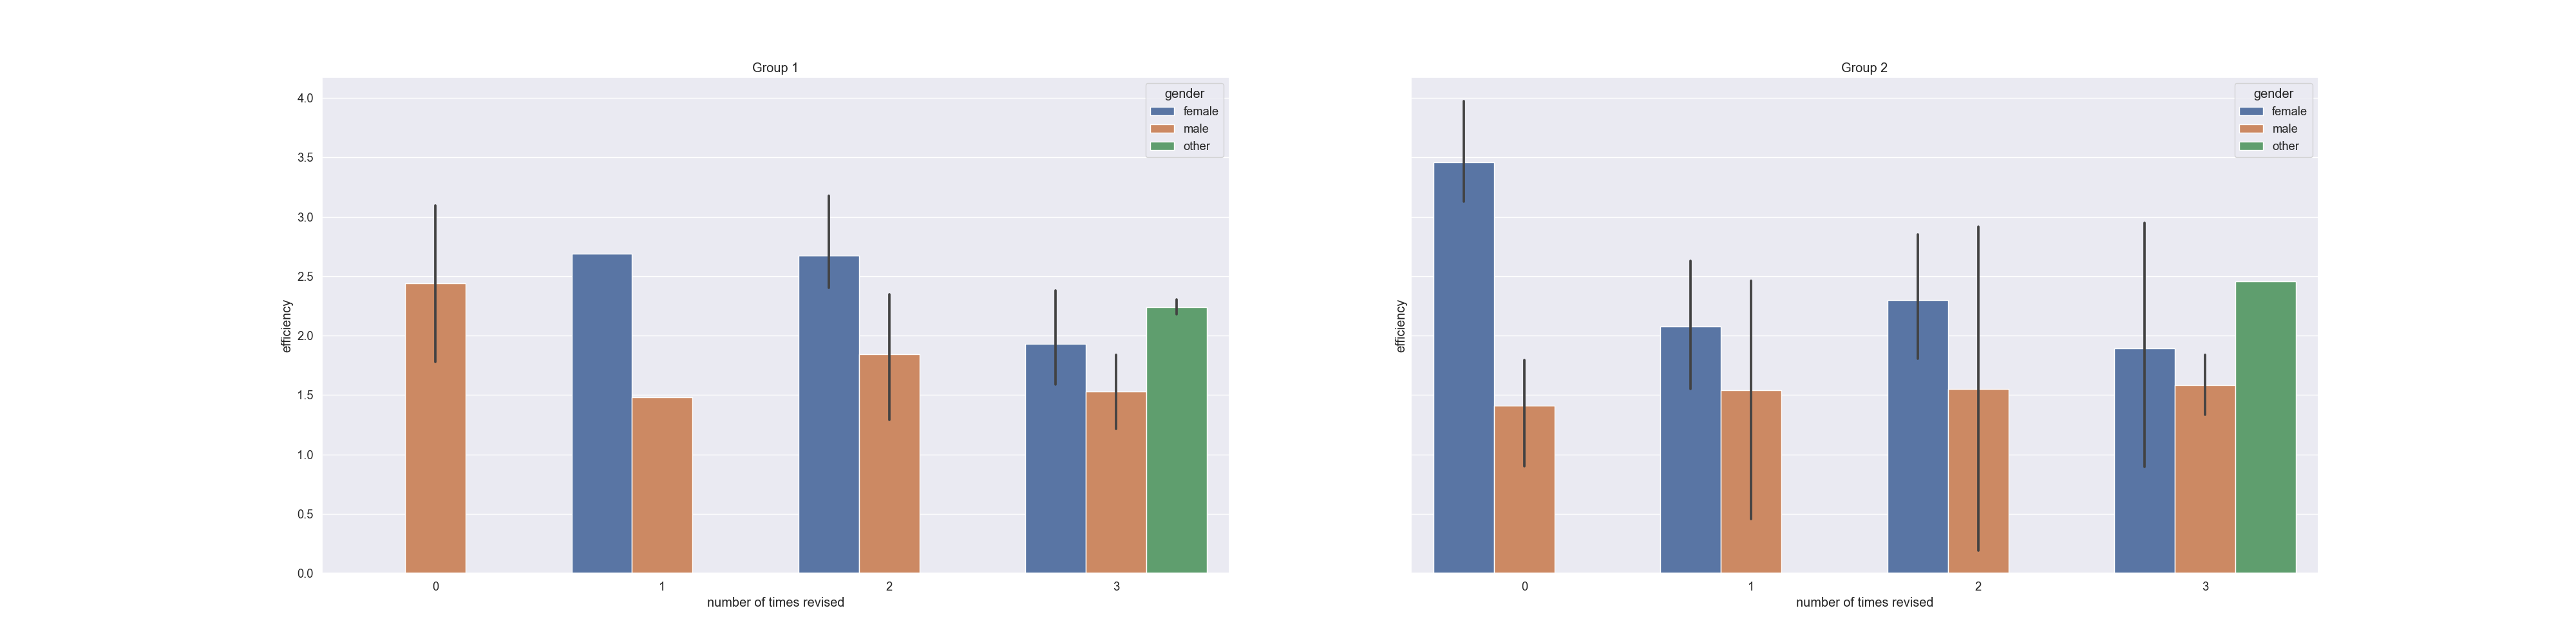 Group 1
gender
female
male
other
4.0
3.5
3.0
2.5
2.0
1.5
1.0
0.5
0.0
efficiency
0 1 2 3
number of times revised
Group 2
gender
female
male
other
efficiency
0 1 2 3
number of times revised